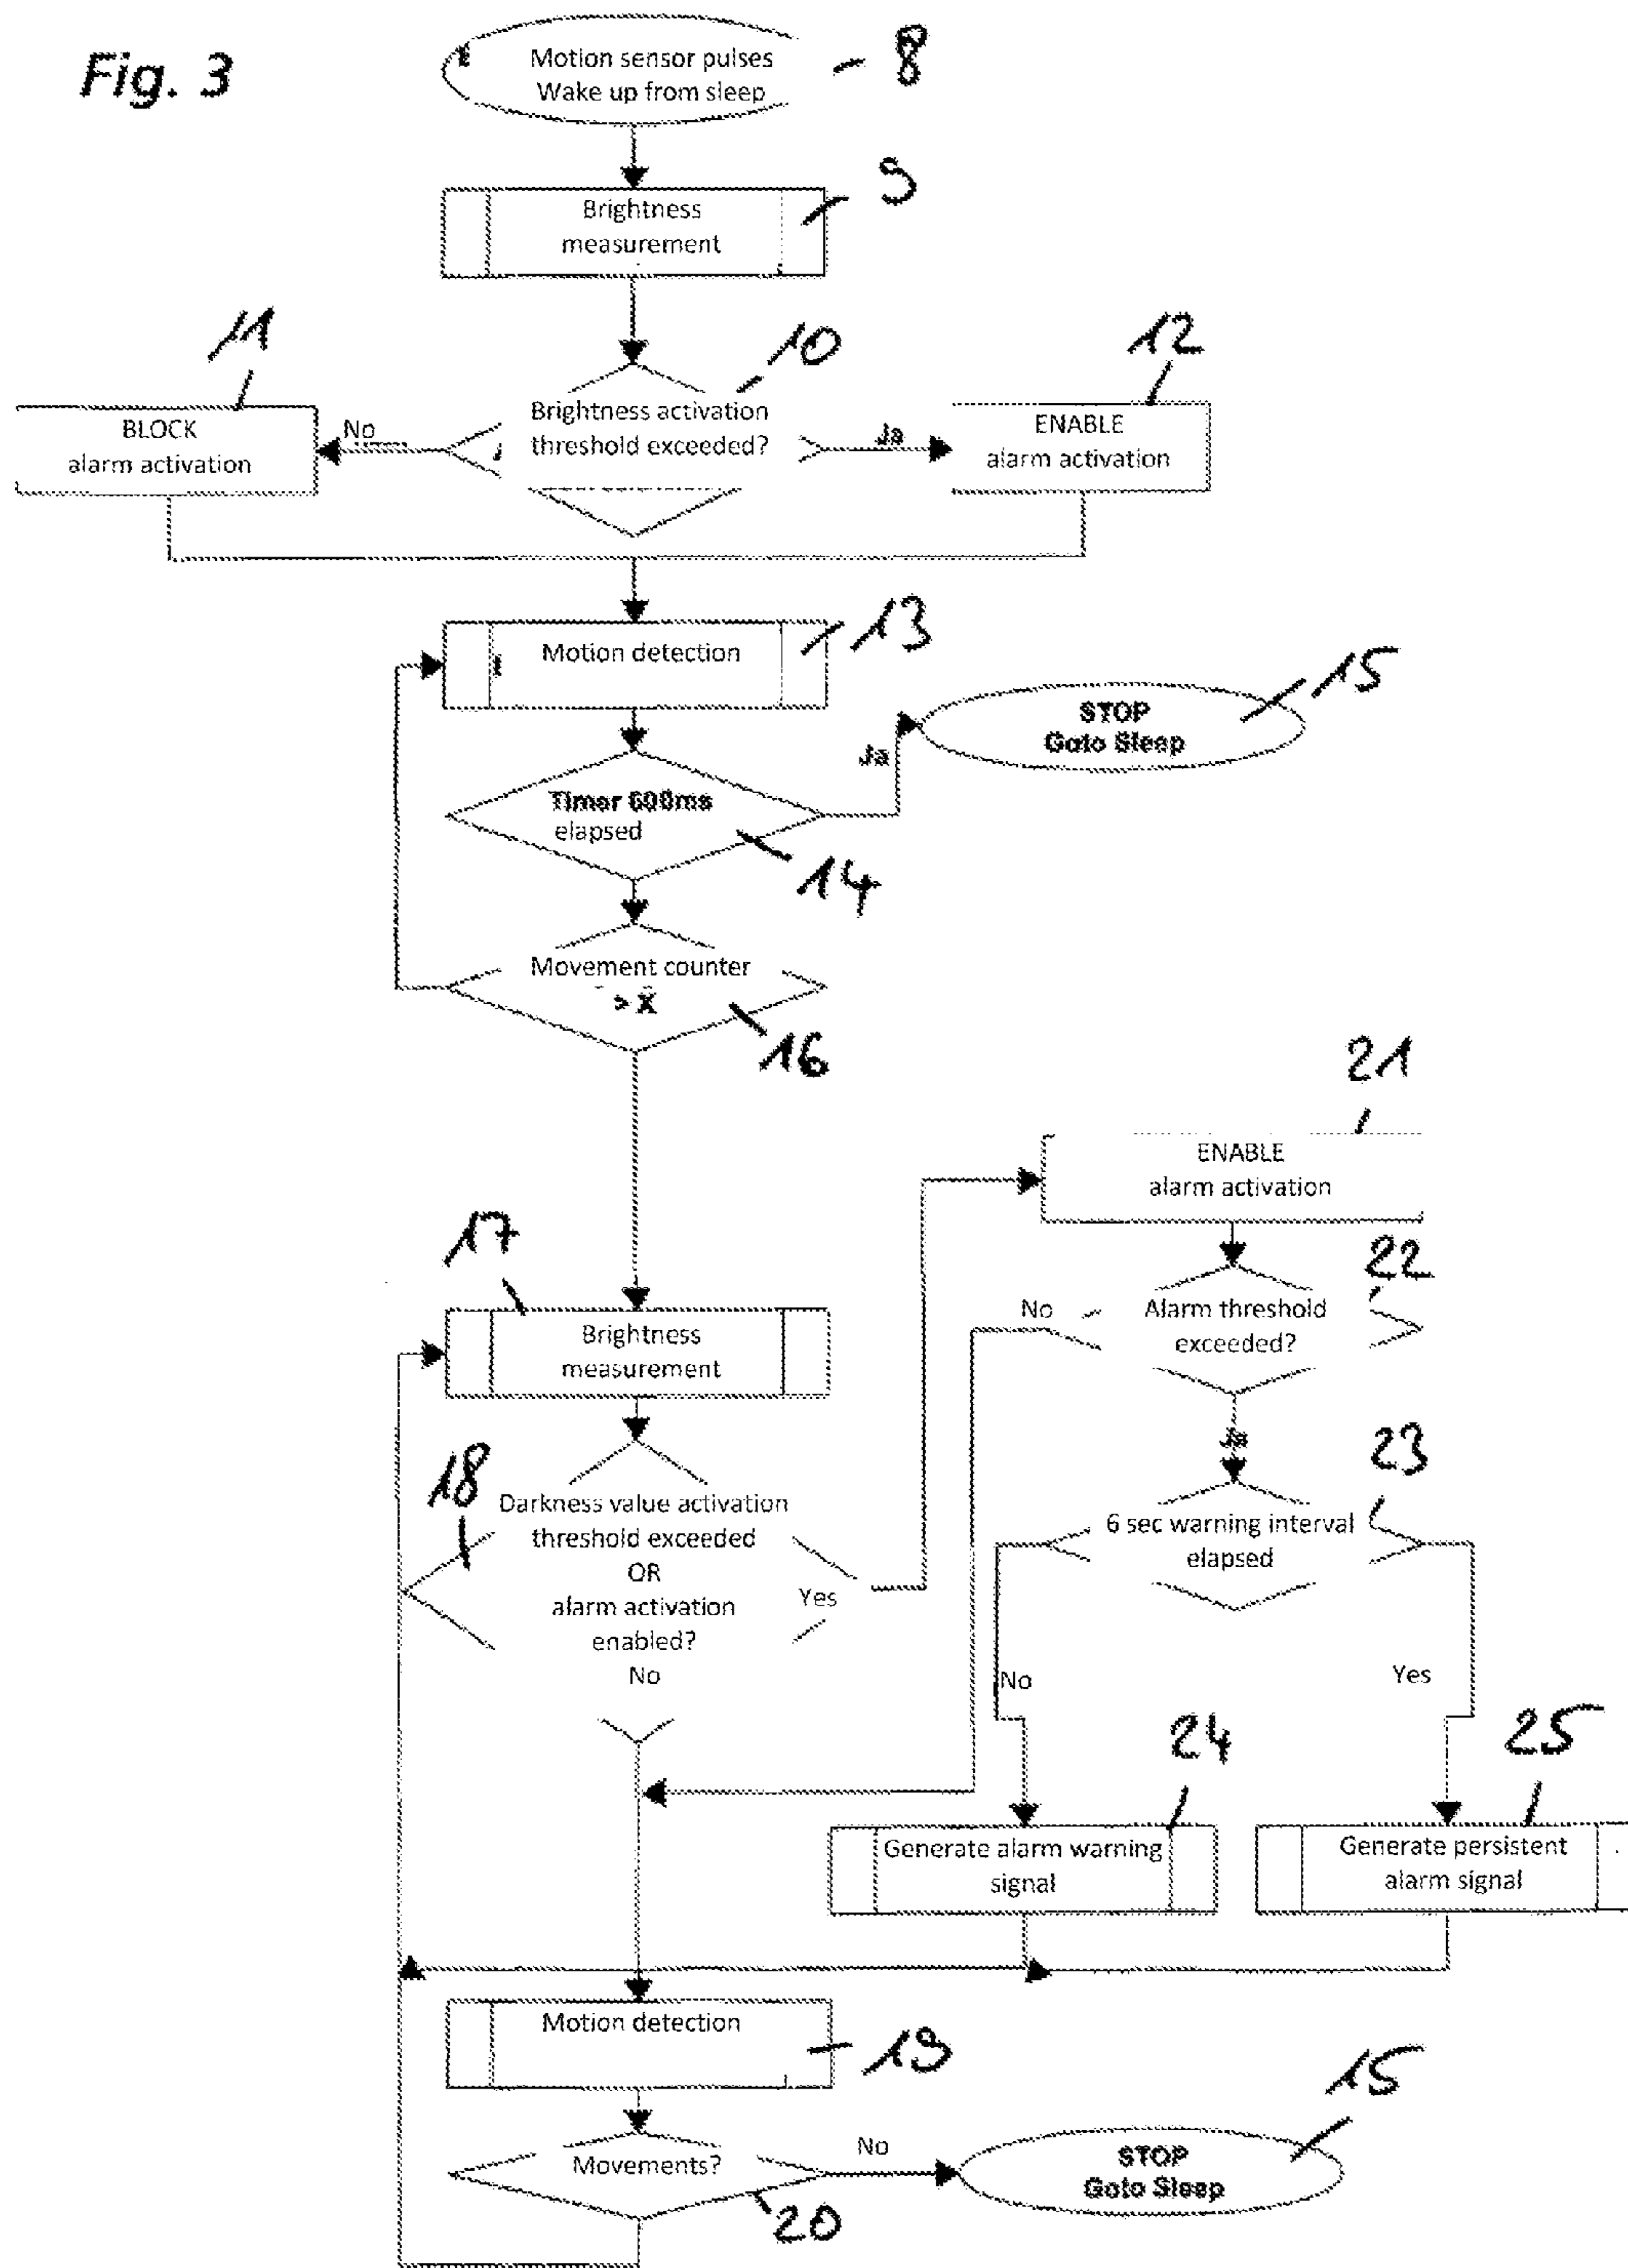 Fig. 3
Motion sensor pulses
Wake up from sleep
8
Brightness
measurement
9
10
Brightness activation
threshold exceeded?
11
BLOCK
alarm activation
No
Ja
12
ENABLE
alarm activation
Motion detection
13
Timer 600ms
elapsed
14
Ja
STOP
Goto Sleep
15
Movement counter
> X
16
17
Brightness
measurement
18
Darkness value activation
threshold exceeded
OR
alarm activation
enabled?
No
Yes
21
ENABLE
alarm activation
22
Alarm threshold
exceeded?
No
Ja
23
6 sec warning interval
elapsed
No
Yes
24
Generate alarm warning
signal
25
Generate persistent
alarm signal
Motion detection
19
Movements?
20
No
STOP
Goto Sleep
15